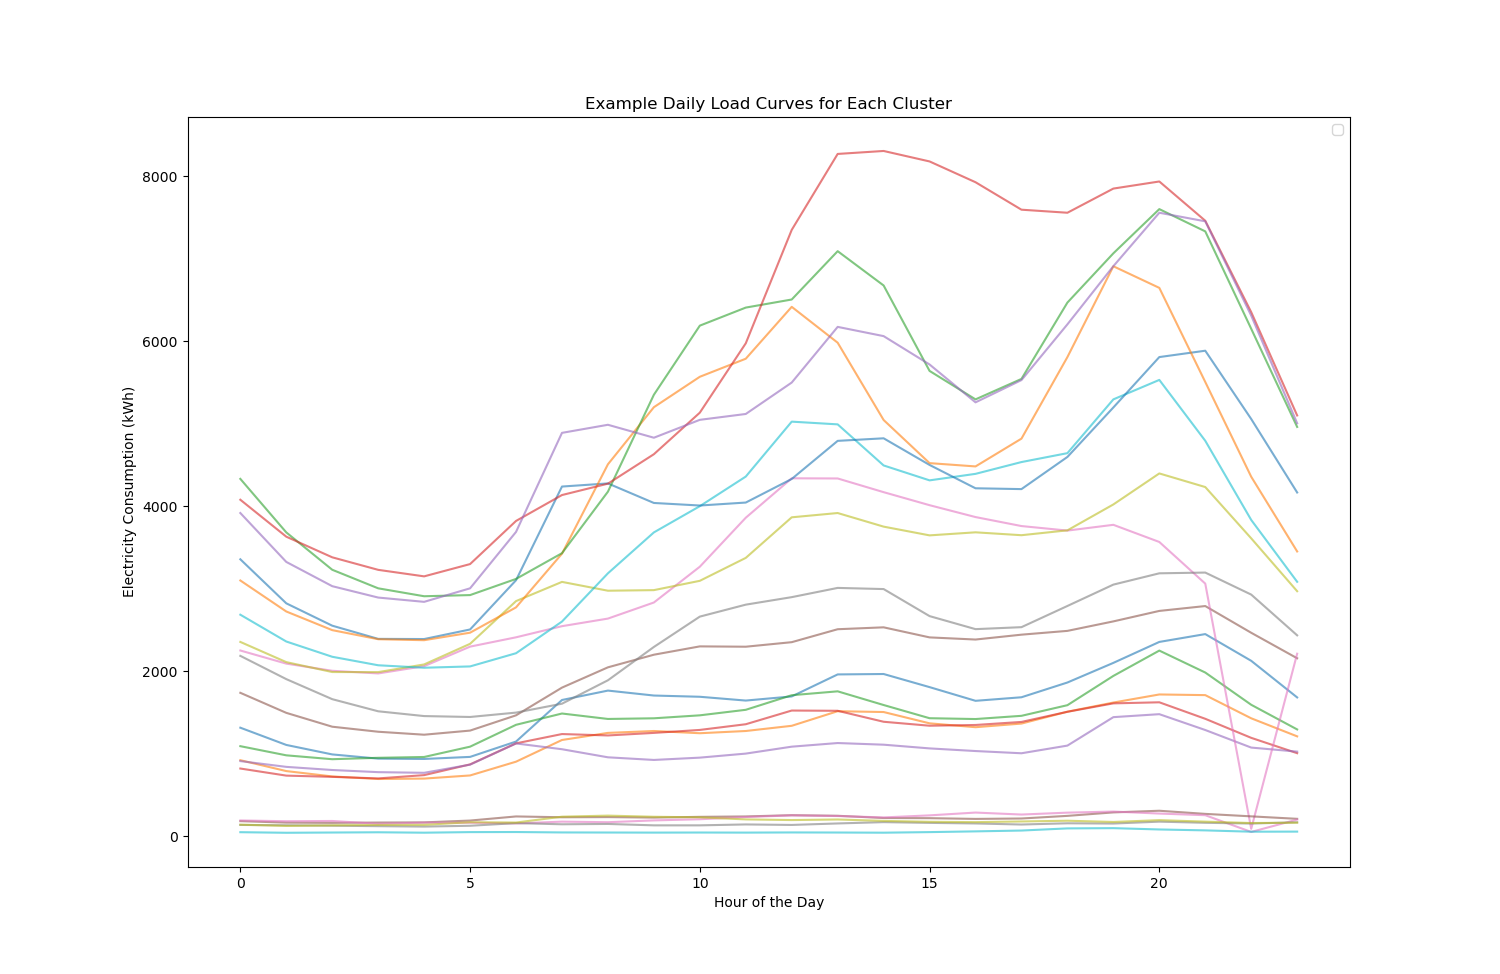 Example Daily Load Curves for Each Cluster
8000
6000
4000
2000
0
Electricity Consumption (kWh)
0 5 10 15 20
Hour of the Day